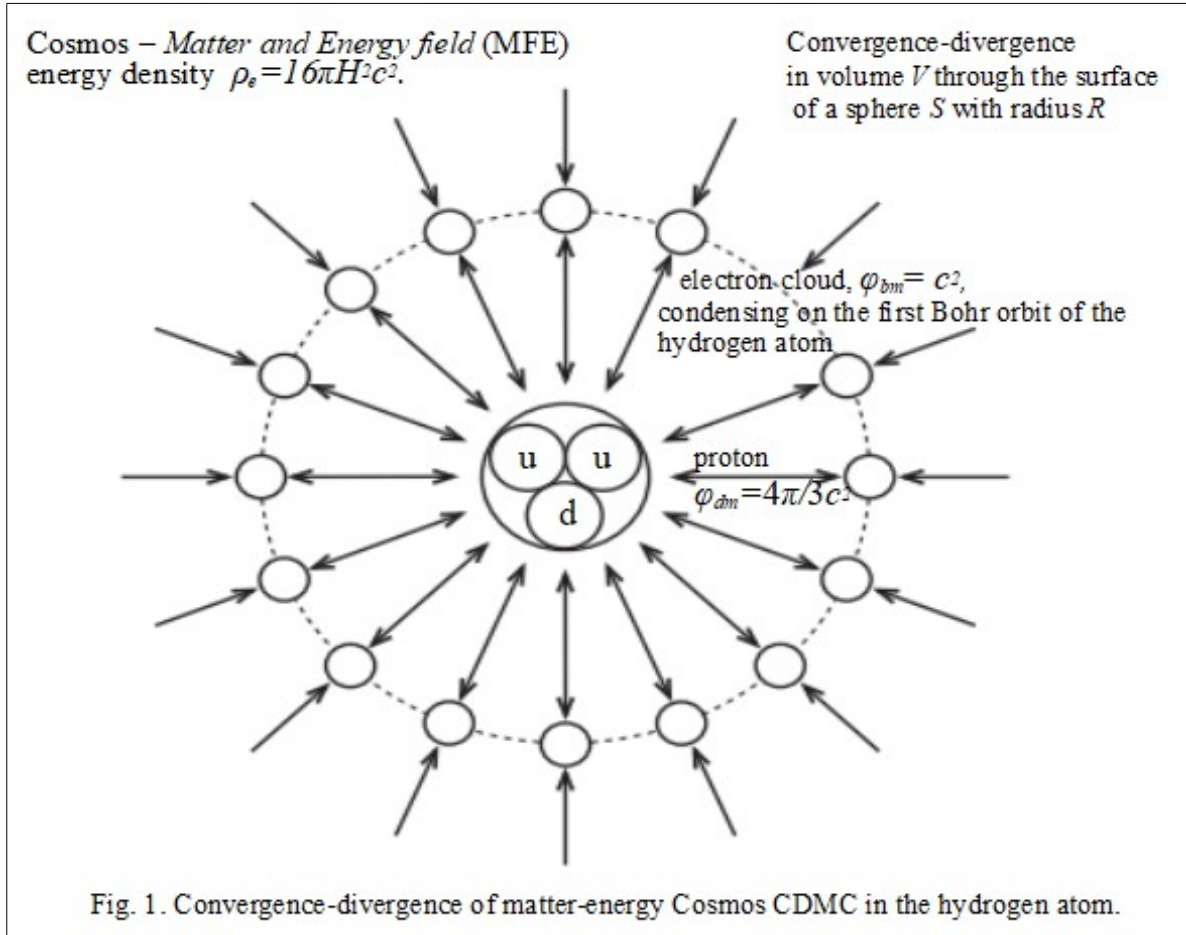 Cosmos – Matter and Energy field (MFE)
energy density ρₑ=16πH²c².
Convergence-divergence
in volume V through the surface
of a sphere S with radius R
electron cloud, φbm= c²,
condensing on the first Bohr orbit of the
hydrogen atom
u u
d
proton
φdm=4π/3c²
Fig. 1. Convergence-divergence of matter-energy Cosmos CDMC in the hydrogen atom.